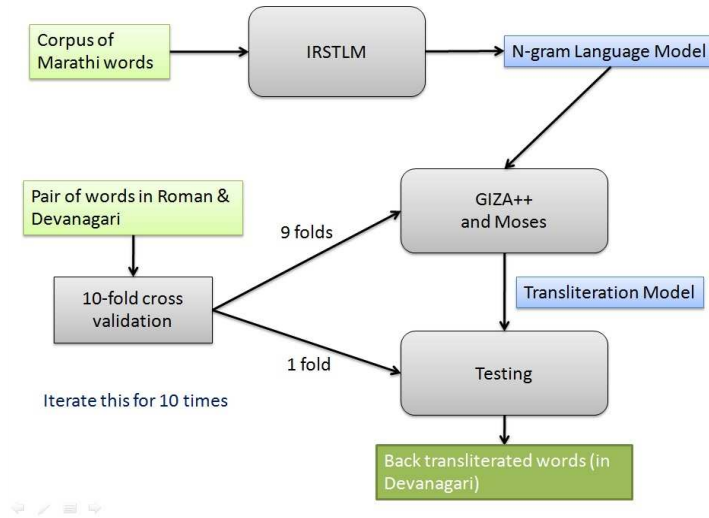 Corpus of
Marathi words
IRSTLM
N-gram Language Model
Pair of words in Roman &
Devanagari
GIZA++
and Moses
9 folds
10-fold cross
validation
Transliteration Model
1 fold
Testing
Iterate this for 10 times
Back transliterated words (in
Devanagari)